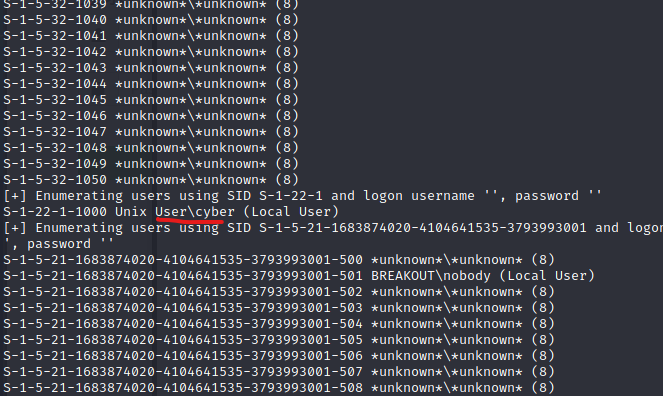 S-1-5-32-1039 *unknown*\*unknown* (8)
S-1-5-32-1040 *unknown*\*unknown* (8)
S-1-5-32-1041 *unknown*\*unknown* (8)
S-1-5-32-1042 *unknown*\*unknown* (8)
S-1-5-32-1043 *unknown*\*unknown* (8)
S-1-5-32-1044 *unknown*\*unknown* (8)
S-1-5-32-1045 *unknown*\*unknown* (8)
S-1-5-32-1046 *unknown*\*unknown* (8)
S-1-5-32-1047 *unknown*\*unknown* (8)
S-1-5-32-1048 *unknown*\*unknown* (8)
S-1-5-32-1049 *unknown*\*unknown* (8)
S-1-5-32-1050 *unknown*\*unknown* (8)
[+] Enumerating users using SID S-1-22-1 and logon username '', password ''
S-1-22-1-1000 Unix User\cyber (Local User)
[+] Enumerating users using SID S-1-5-21-1683874020-4104641535-3793993001 and logon
', password ''
S-1-5-21-1683874020-4104641535-3793993001-500 *unknown*\*unknown* (8)
S-1-5-21-1683874020-4104641535-3793993001-501 BREAKOUT\nobody (Local User)
S-1-5-21-1683874020-4104641535-3793993001-502 *unknown*\*unknown* (8)
S-1-5-21-1683874020-4104641535-3793993001-503 *unknown*\*unknown* (8)
S-1-5-21-1683874020-4104641535-3793993001-504 *unknown*\*unknown* (8)
S-1-5-21-1683874020-4104641535-3793993001-505 *unknown*\*unknown* (8)
S-1-5-21-1683874020-4104641535-3793993001-506 *unknown*\*unknown* (8)
S-1-5-21-1683874020-4104641535-3793993001-507 *unknown*\*unknown* (8)
S-1-5-21-1683874020-4104641535-3793993001-508 *unknown*\*unknown* (8)